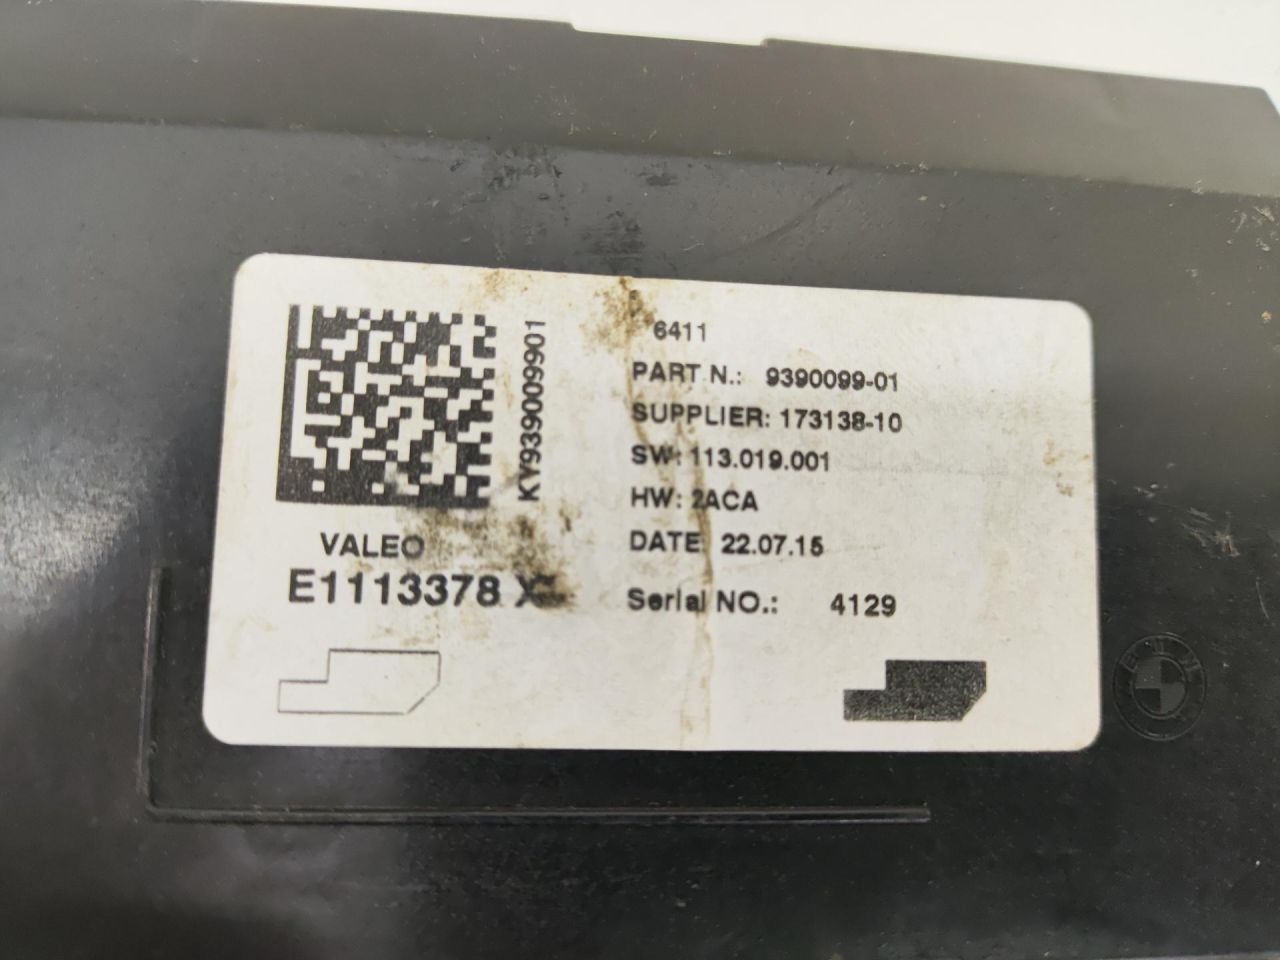 KY939009901
VALEO
E1113378 X
6411
PART N.: 9390099-01
SUPPLIER: 173138-10
SW: 113.019.001
HW: 2ACA
DATE 22.07.15
Serial NO.: 4129
BMW